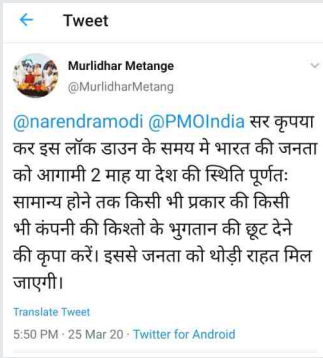 Tweet
Murlidhar Metange
@MurlidharMetang
@narendramodi @PMOIndia सर कृपया
कर इस लॉक डाउन के समय मे भारत की जनता
को आगामी 2 माह या देश की स्थिति पूर्णतः
सामान्य होने तक किसी भी प्रकार की किसी
भी कंपनी की किश्तो के भुगतान की छूट देने
की कृपा करें। इससे जनता को थोड़ी राहत मिल
जाएगी।
Translate Tweet
5:50 PM · 25 Mar 20 · Twitter for Android